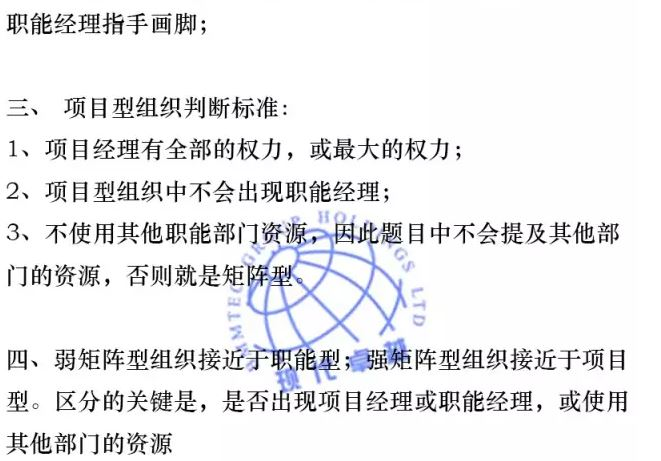 职能经理指手画脚；
三、 项目型组织判断标准：
1、项目经理有全部的权力，或最大的权力；
2、项目型组织中不会出现职能经理；
3、不使用其他职能部门资源，因此题目中不会提及其他部
门的资源，否则就是矩阵型。
四、弱矩阵型组织接近于职能型；强矩阵型组织接近于项目
型。区分的关键是，是否出现项目经理或职能经理，或使用
其他部门的资源
GROUP HOLLINGS LTD
现代卓越